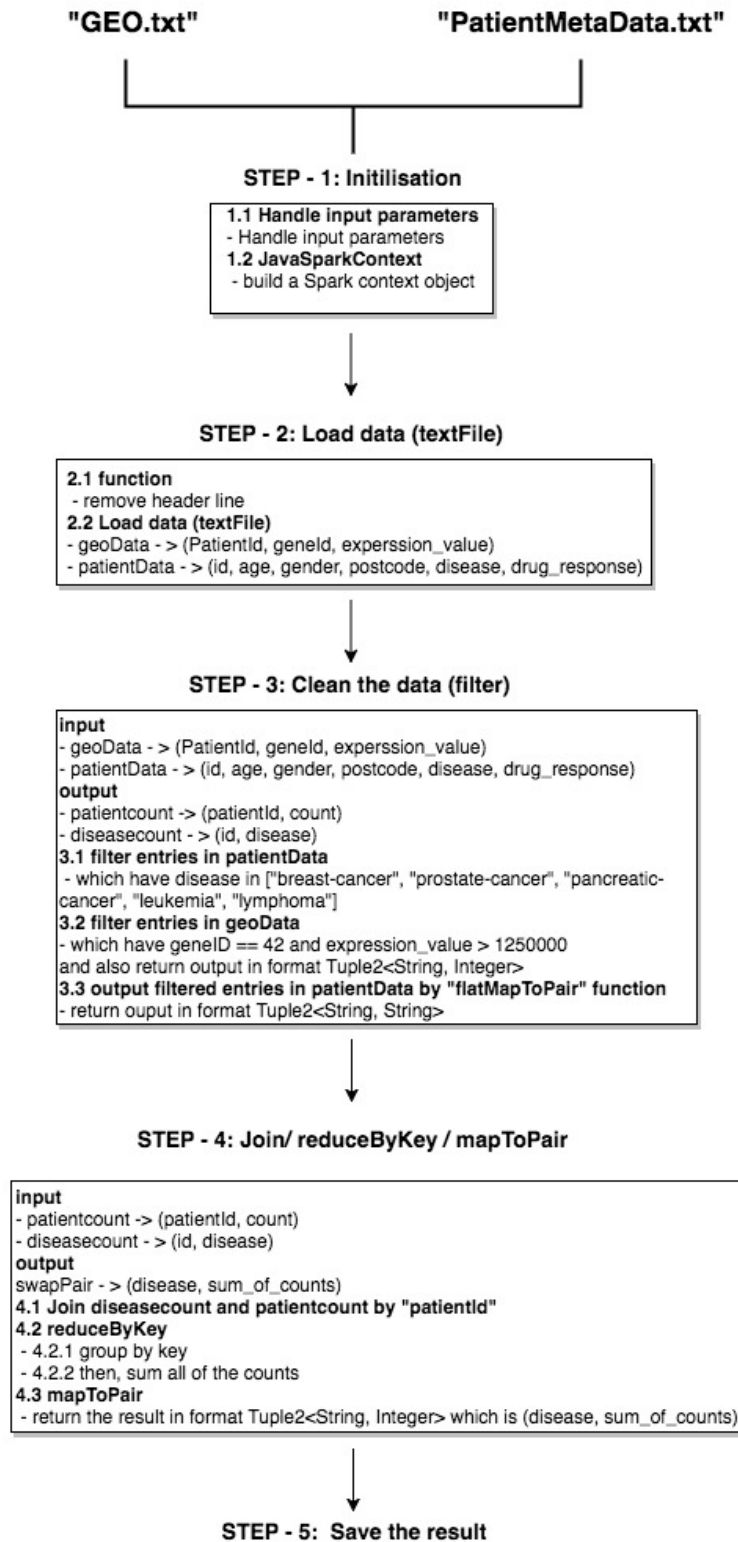 "GEO.txt" "PatientMetaData.txt"
STEP - 1: Initilisation
1.1 Handle input parameters
- Handle input parameters
1.2 JavaSparkContext
- build a Spark context object
STEP - 2: Load data (textFile)
2.1 function
- remove header line
2.2 Load data (textFile)
- geoData - > (PatientId, geneId, experssion_value)
- patientData - > (id, age, gender, postcode, disease, drug_response)
STEP - 3: Clean the data (filter)
input
- geoData - > (PatientId, geneId, experssion_value)
- patientData - > (id, age, gender, postcode, disease, drug_response)
output
- patientcount -> (patientId, count)
- diseasecount - > (id, disease)
3.1 filter entries in patientData
- which have disease in ["breast-cancer", "prostate-cancer", "pancreatic-
cancer", "leukemia", "lymphoma"]
3.2 filter entries in geoData
- which have geneID == 42 and expression_value > 1250000
and also return output in format Tuple2<String, Integer>
3.3 output filtered entries in patientData by "flatMapToPair" function
- return ouput in format Tuple2<String, String>
STEP - 4: Join/ reduceByKey / mapToPair
input
- patientcount -> (patientId, count)
- diseasecount - > (id, disease)
output
swapPair - > (disease, sum_of_counts)
4.1 Join diseasecount and patientcount by "patientId"
4.2 reduceByKey
- 4.2.1 group by key
- 4.2.2 then, sum all of the counts
4.3 mapToPair
- return the result in format Tuple2<String, Integer> which is (disease, sum_of_counts)
STEP - 5: Save the result